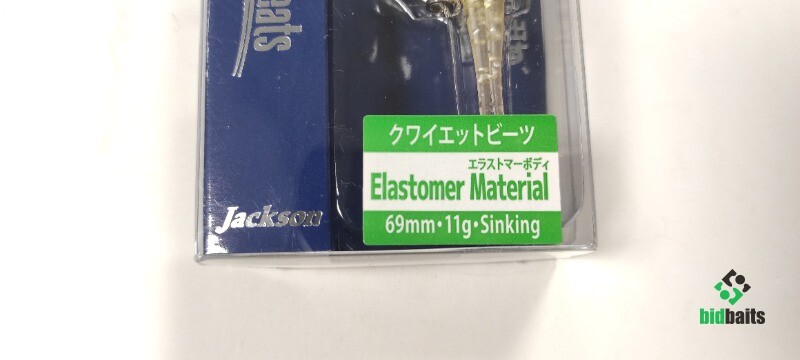 eats
クワイエットビーツ
エラストマーボディ
Elastomer Material
69mm・11g・Sinking
Jackson
bidbaits